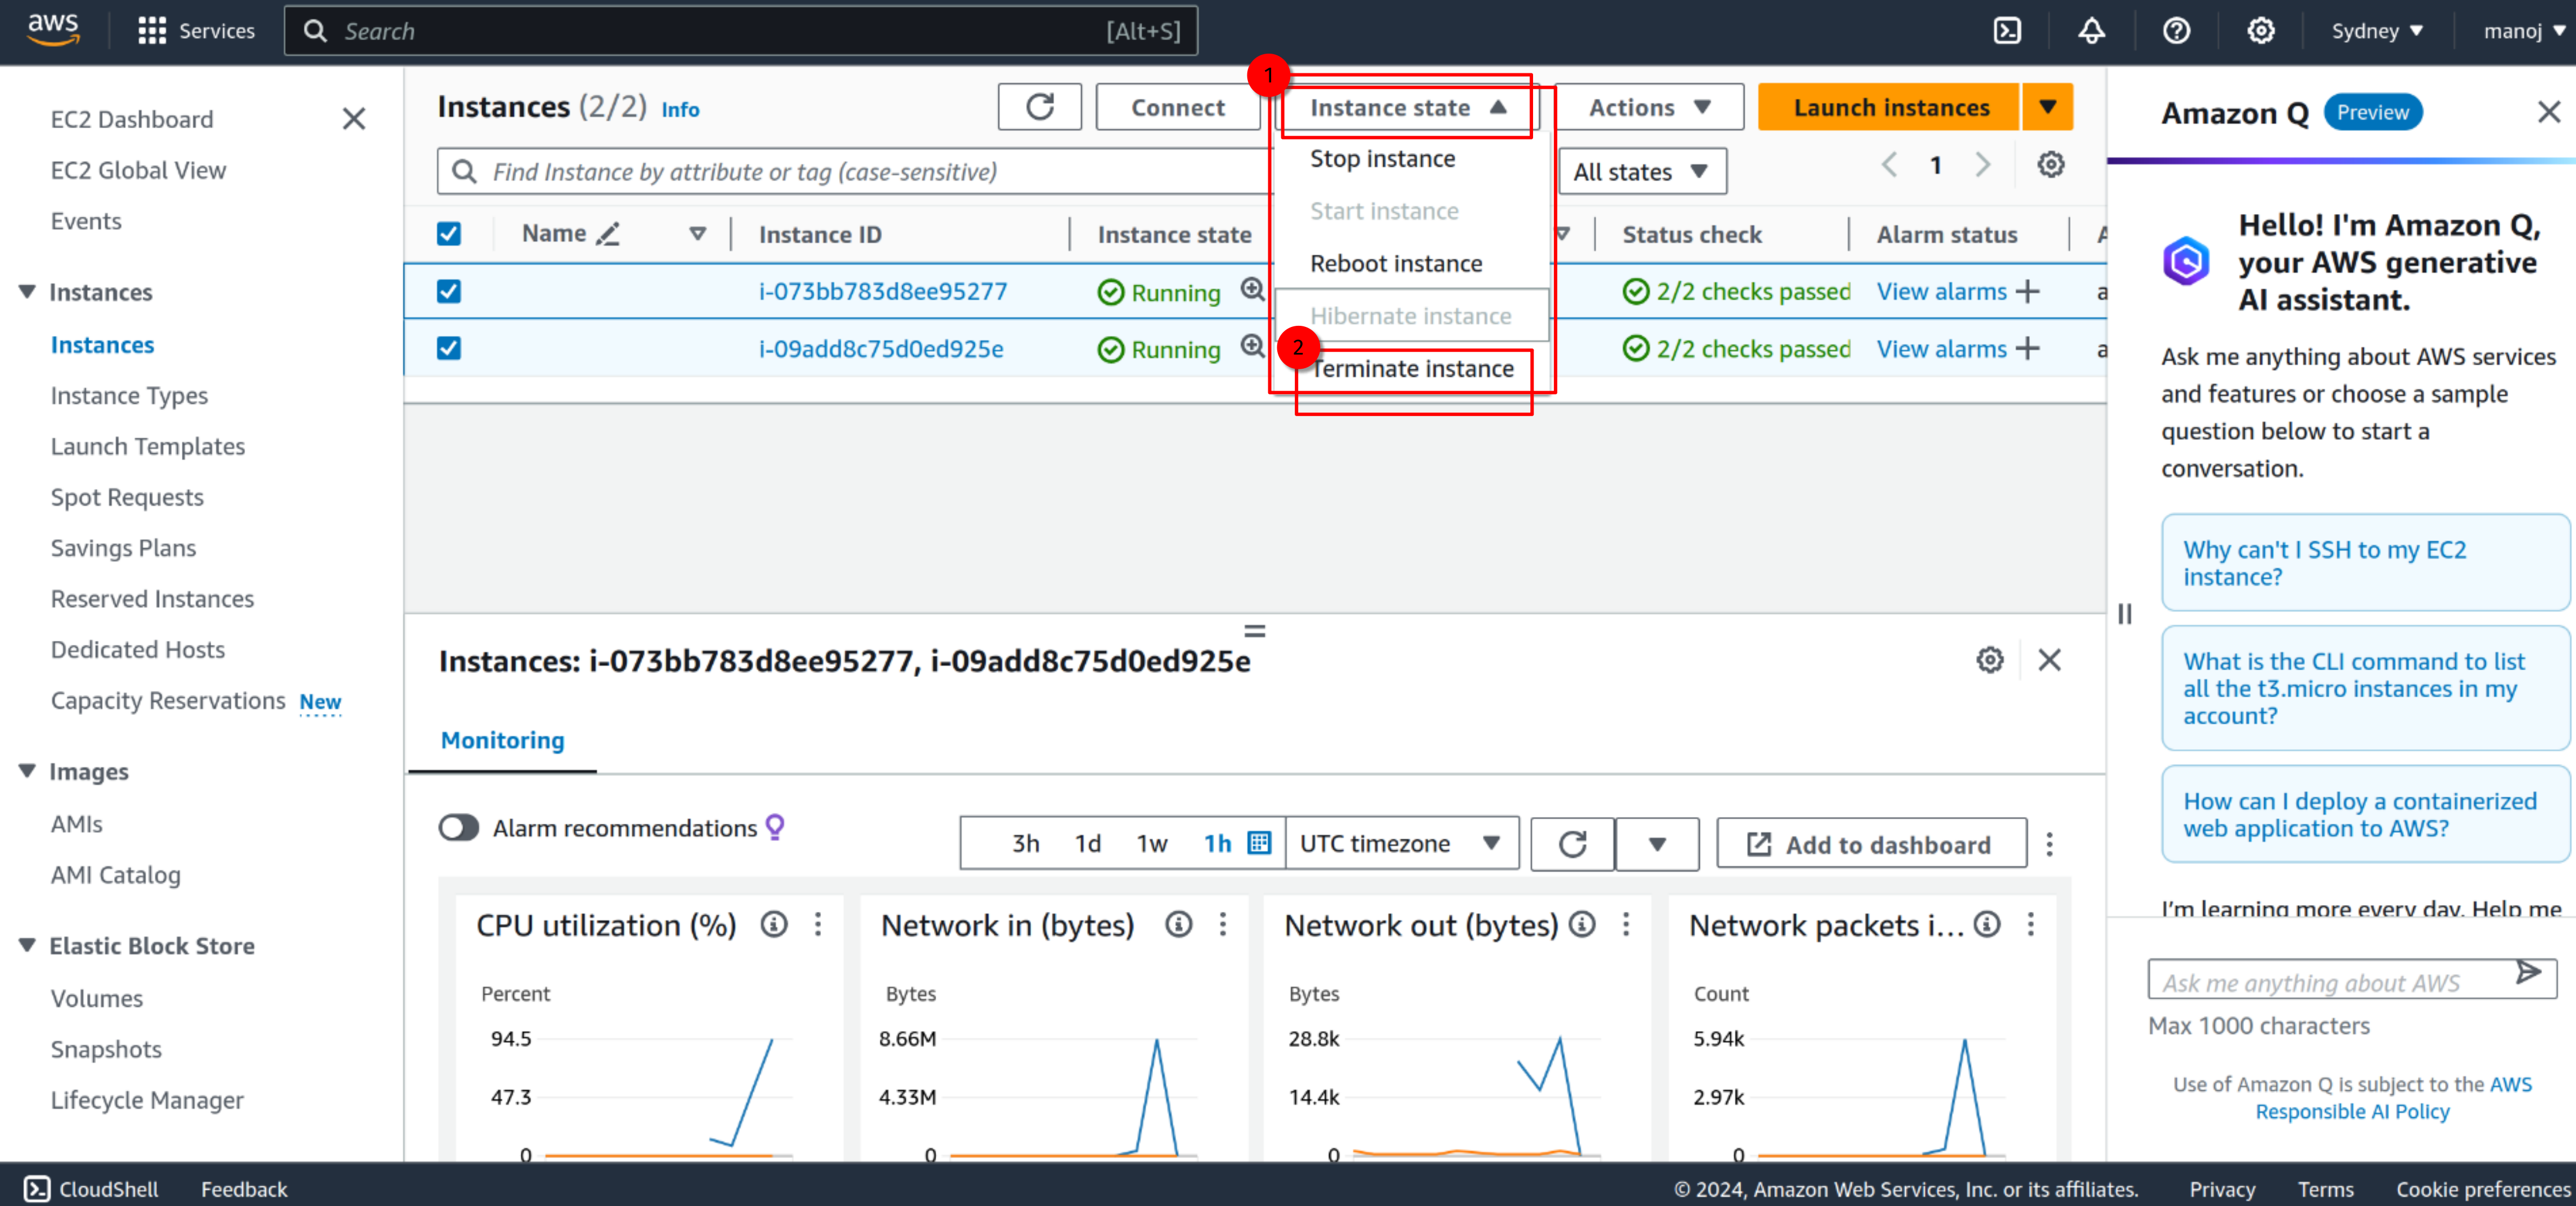 aws
Services
Search
[Alt+S]
Sydney
manoj
EC2 Dashboard
EC2 Global View
Events
Instances
Instances
Instance Types
Launch Templates
Spot Requests
Savings Plans
Reserved Instances
Dedicated Hosts
Capacity Reservations New
Images
AMIs
AMI Catalog
Elastic Block Store
Volumes
Snapshots
Lifecycle Manager
Instances (2/2) Info
Connect
1
Instance state
Actions
Launch instances
Find Instance by attribute or tag (case-sensitive)
All states
1
Stop instance
Start instance
Reboot instance
Hibernate instance
2
Terminate instance
Name
Instance ID
Instance state
Status check
Alarm status
i-073bb783d8ee95277
Running
2/2 checks passed
View alarms
i-09add8c75d0ed925e
Running
2/2 checks passed
View alarms
Instances: i-073bb783d8ee95277, i-09add8c75d0ed925e
Monitoring
Alarm recommendations
3h 1d 1w 1h
UTC timezone
Add to dashboard
CPU utilization (%)
Percent
94.5
47.3
0
Network in (bytes)
Bytes
8.66M
4.33M
0
Network out (bytes)
Bytes
28.8k
14.4k
0
Network packets i...
Count
5.94k
2.97k
0
Amazon Q Preview
Hello! I'm Amazon Q,
your AWS generative
AI assistant.
Ask me anything about AWS services
and features or choose a sample
question below to start a
conversation.
Why can't I SSH to my EC2
instance?
What is the CLI command to list
all the t3.micro instances in my
account?
How can I deploy a containerized
web application to AWS?
I'm learning more every day. Help me
Ask me anything about AWS
Max 1000 characters
Use of Amazon Q is subject to the AWS
Responsible AI Policy
CloudShell
Feedback
© 2024, Amazon Web Services, Inc. or its affiliates.
Privacy
Terms
Cookie preferences